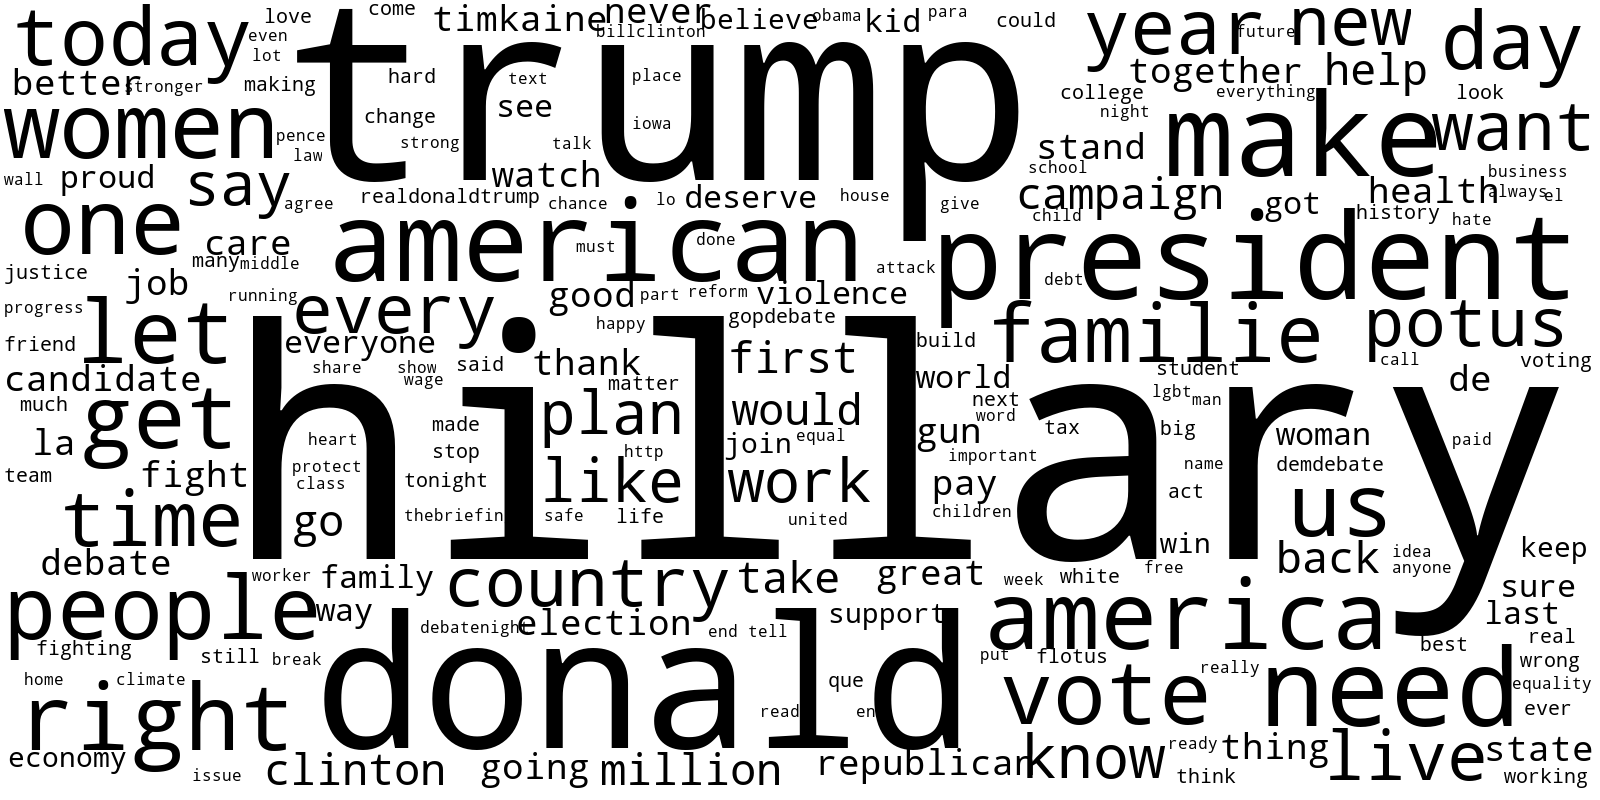 come
love
timkaine
never
believe
obama
kid
para
could
year
future
new
day
today
even
lot
billclinton
trump
together
help
better
stronger
making
hard
text
place
college
everything
look
women
change
see
iowa
night
make
want
pence
law
strong
talk
stand
school
business
wall
proud
say
agree
watch
realdonaldtrump
chance
lo
deserve
house
give
campaign
child
got
health
always
el
history
hate
one
care
american
must
done
president
justice
many
middle
attack
debt
job
running
good
part
reform
violence
progress
let
every
happy
gopdebate
families
familie
potus
friend
everyone
build
call
voting
candidate
share
show
wage
said
thank
first
world
student
de
matter
much
get
hillary
plan
would
next
word
lgbt
man
la
heart
made
stop
join
equal
gun
tax
big
woman
paid
http
important
team
fight
protect
class
tonight
like
work
pay
name
demdebate
act
us
time
go
thebriefin
safe
life
united
children
debate
win
back
idea
anyone
keep
people
worker
family
country
take
great
week
white
free
sure
way
debatenight
election
end
tell
support
america
last
fighting
still
break
donald
put
flotus
best
real
home
climate
que
really
wrong
right
read
en
vote
need
equality
ever
economy
issue
clinton
going
million
republican
know
ready
thing
think
live
state
working